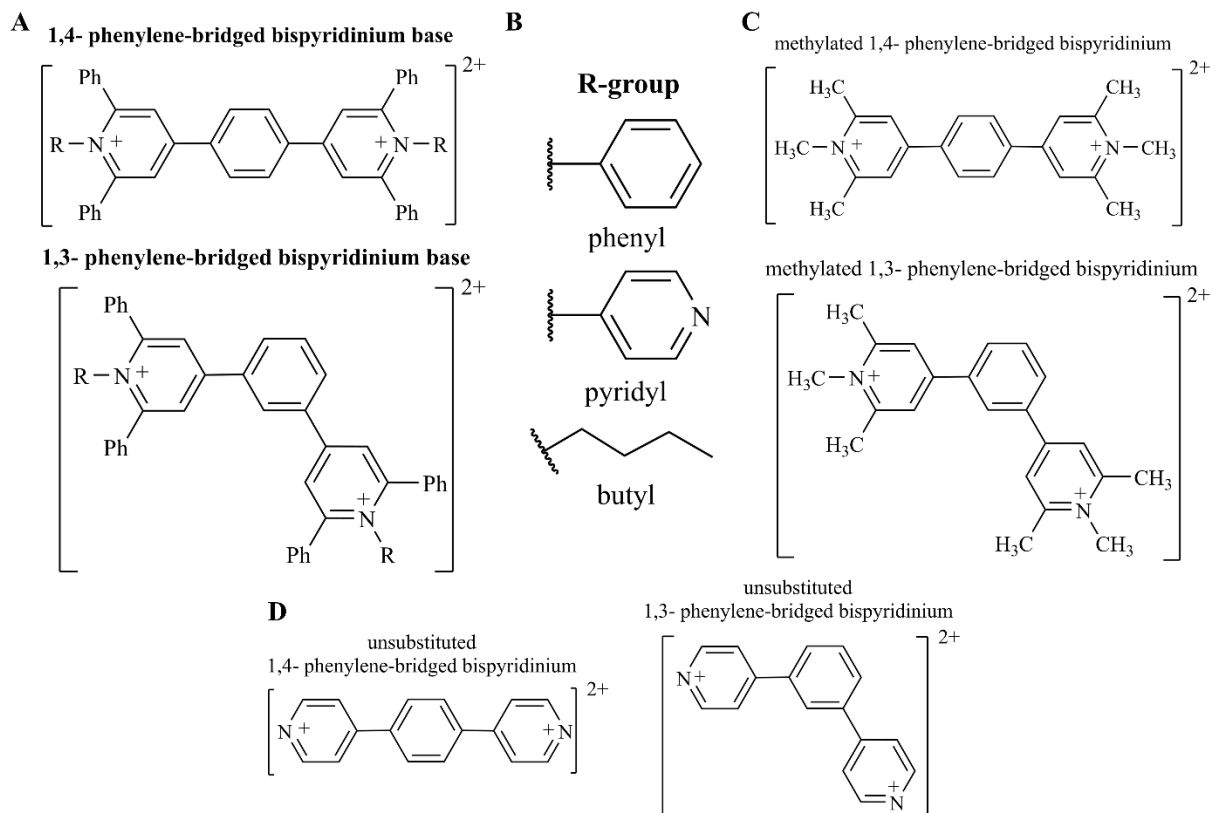 A
1,4- phenylene-bridged bispyridinium base
2+
Ph
Ph
R
N
+
+
N
R
Ph
Ph
1,3- phenylene-bridged bispyridinium base
2+
Ph
R
N
+
Ph
Ph
+
N
Ph
R
B
R-group
phenyl
N
pyridyl
butyl
C
methylated 1,4- phenylene-bridged bispyridinium
2+
H3C
CH3
H3C
N
+
+
N
CH3
H3C
CH3
methylated 1,3- phenylene-bridged bispyridinium
2+
H3C
H3C
N
+
H3C
CH3
+
N
H3C
CH3
D
unsubstituted
1,4- phenylene-bridged bispyridinium
2+
N
+
+
N
unsubstituted
1,3- phenylene-bridged bispyridinium
2+
N
+
+
N